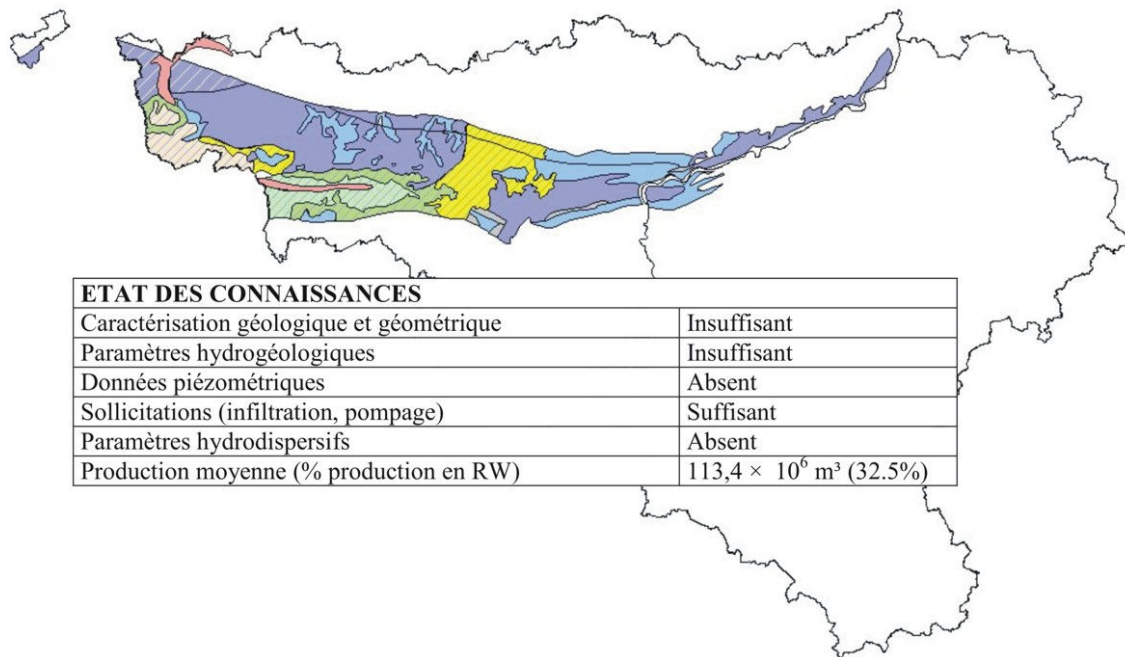 ETAT DES CONNAISSANCES
Caractérisation géologique et géométrique Insuffisant
Paramètres hydrogéologiques Insuffisant
Données piézométriques Absent
Sollicitations (infiltration, pompage) Suffisant
Paramètres hydrodispersifs Absent
Production moyenne (% production en RW) 113,4 × 10⁶ m³ (32.5%)